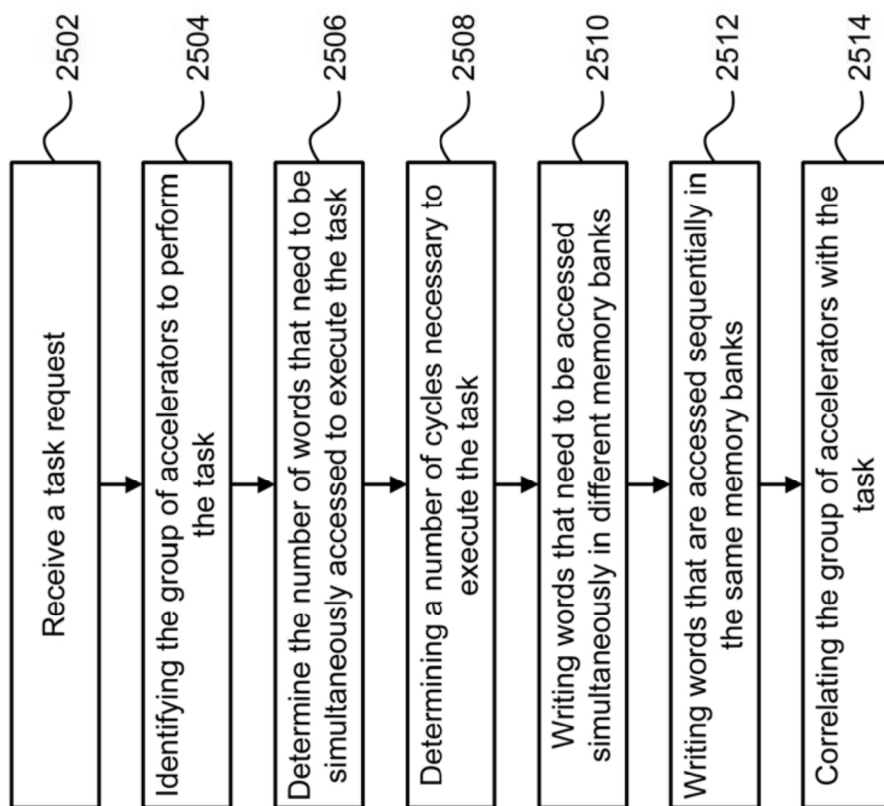 Receive a task request
2502
Identifying the group of accelerators to perform
the task
2504
Determine the number of words that need to be
simultaneously accessed to execute the task
2506
Determining a number of cycles necessary to
execute the task
2508
Writing words that need to be accessed
simultaneously in different memory banks
2510
Writing words that are accessed sequentially in
the same memory banks
2512
Correlating the group of accelerators with the
task
2514